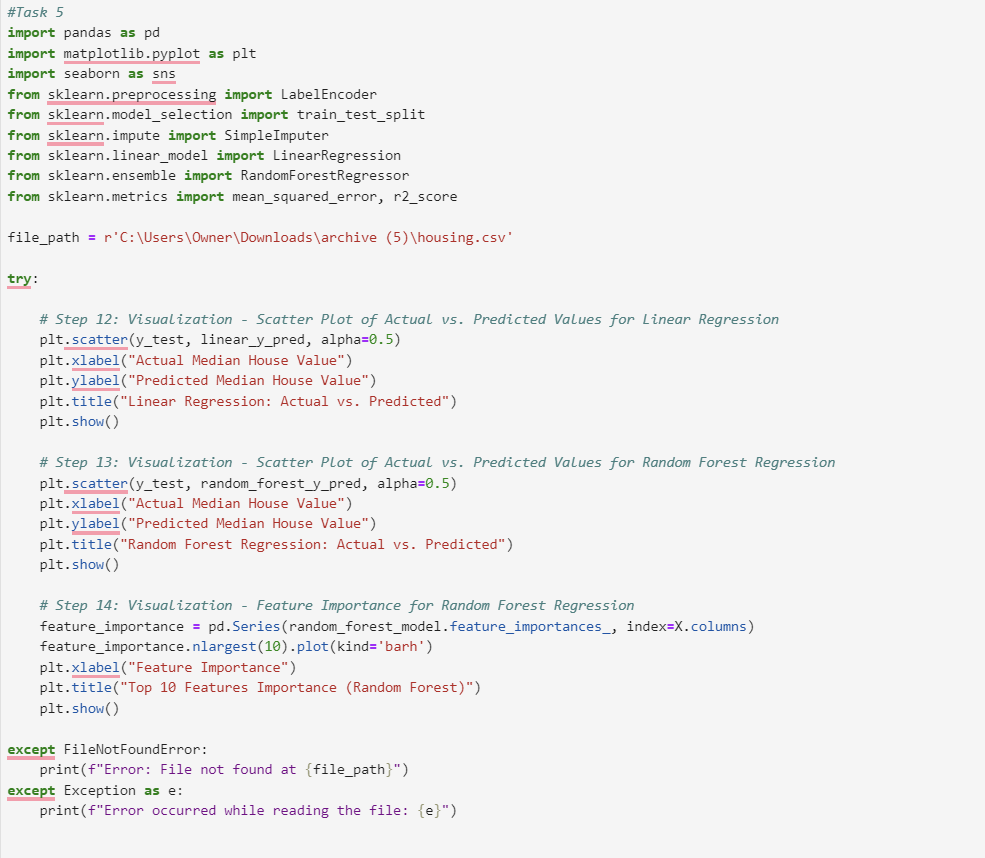 #Task 5
import pandas as pd
import matplotlib.pyplot as plt
import seaborn as sns
from sklearn.preprocessing import LabelEncoder
from sklearn.model_selection import train_test_split
from sklearn.impute import SimpleImputer
from sklearn.linear_model import LinearRegression
from sklearn.ensemble import RandomForestRegressor
from sklearn.metrics import mean_squared_error, r2_score

file_path = r'C:\Users\Owner\Downloads\archive (5)\housing.csv'

try:

    # Step 12: Visualization - Scatter Plot of Actual vs. Predicted Values for Linear Regression
    plt.scatter(y_test, linear_y_pred, alpha=0.5)
    plt.xlabel("Actual Median House Value")
    plt.ylabel("Predicted Median House Value")
    plt.title("Linear Regression: Actual vs. Predicted")
    plt.show()

    # Step 13: Visualization - Scatter Plot of Actual vs. Predicted Values for Random Forest Regression
    plt.scatter(y_test, random_forest_y_pred, alpha=0.5)
    plt.xlabel("Actual Median House Value")
    plt.ylabel("Predicted Median House Value")
    plt.title("Random Forest Regression: Actual vs. Predicted")
    plt.show()

    # Step 14: Visualization - Feature Importance for Random Forest Regression
    feature_importance = pd.Series(random_forest_model.feature_importances_, index=X.columns)
    feature_importance.nlargest(10).plot(kind='barh')
    plt.xlabel("Feature Importance")
    plt.title("Top 10 Features Importance (Random Forest)")
    plt.show()

except FileNotFoundError:
    print(f"Error: File not found at {file_path}")
except Exception as e:
    print(f"Error occurred while reading the file: {e}")